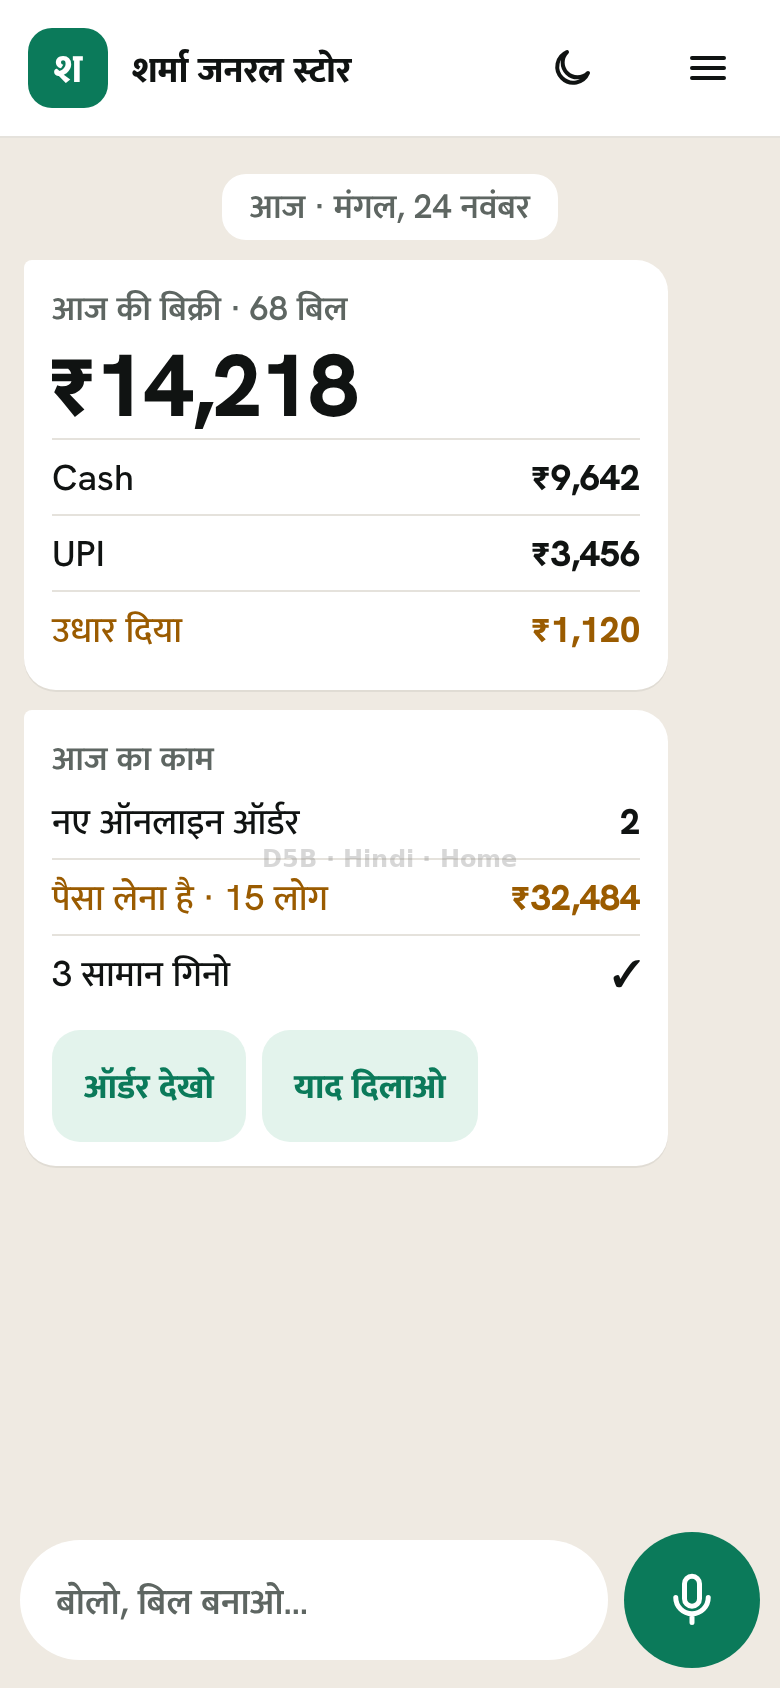 श
शर्मा जनरल स्टोर
आज · मंगल, 24 नवंबर
आज की बिक्री · 68 बिल
₹14,218
Cash ₹9,642
UPI ₹3,456
उधार दिया ₹1,120
आज का काम
नए ऑनलाइन ऑर्डर 2
D5B · Hindi · Home
पैसा लेना है · 15 लोग ₹32,484
3 सामान गिनो ✓
ऑर्डर देखो याद दिलाओ
बोलो, बिल बनाओ...